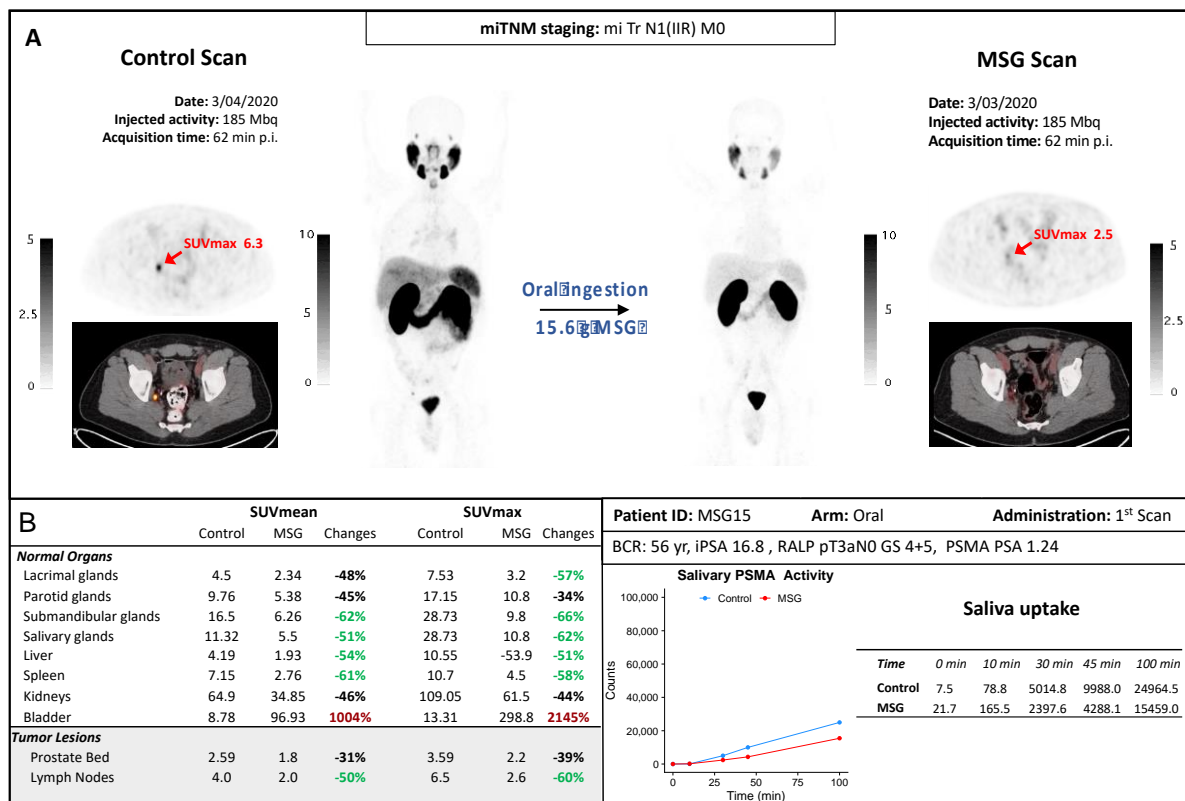 A
miTNM staging: mi Tr N1(IIR) M0
Control Scan
Date: 3/04/2020
Injected activity: 185 Mbq
Acquisition time: 62 min p.i.
SUVmax 6.3
5
2.5
0
10
5
0
Oral⍰Ingestion
15.6⍰g⍰MSG⍰
MSG Scan
Date: 3/03/2020
Injected activity: 185 Mbq
Acquisition time: 62 min p.i.
10
5
0
SUVmax 2.5
5
2.5
0
B
SUVmean SUVmax
Control MSG Changes Control MSG Changes
Normal Organs
Lacrimal glands 4.5 2.34 -48% 7.53 3.2 -57%
Parotid glands 9.76 5.38 -45% 17.15 10.8 -34%
Submandibular glands 16.5 6.26 -62% 28.73 9.8 -66%
Salivary glands 11.32 5.5 -51% 28.73 10.8 -62%
Liver 4.19 1.93 -54% 10.55 -53.9 -51%
Spleen 7.15 2.76 -61% 10.7 4.5 -58%
Kidneys 64.9 34.85 -46% 109.05 61.5 -44%
Bladder 8.78 96.93 1004% 13.31 298.8 2145%
Tumor Lesions
Prostate Bed 2.59 1.8 -31% 3.59 2.2 -39%
Lymph Nodes 4.0 2.0 -50% 6.5 2.6 -60%
Patient ID: MSG15 Arm: Oral Administration: 1st Scan
BCR: 56 yr, iPSA 16.8 , RALP pT3aN0 GS 4+5, PSMA PSA 1.24
Salivary PSMA Activity
Control MSG
100,000
80,000
60,000
40,000
20,000
0
Counts
0 25 50 75 100
Time (min)
Saliva uptake
Time 0 min 10 min 30 min 45 min 100 min
Control 7.5 78.8 5014.8 9988.0 24964.5
MSG 21.7 165.5 2397.6 4288.1 15459.0